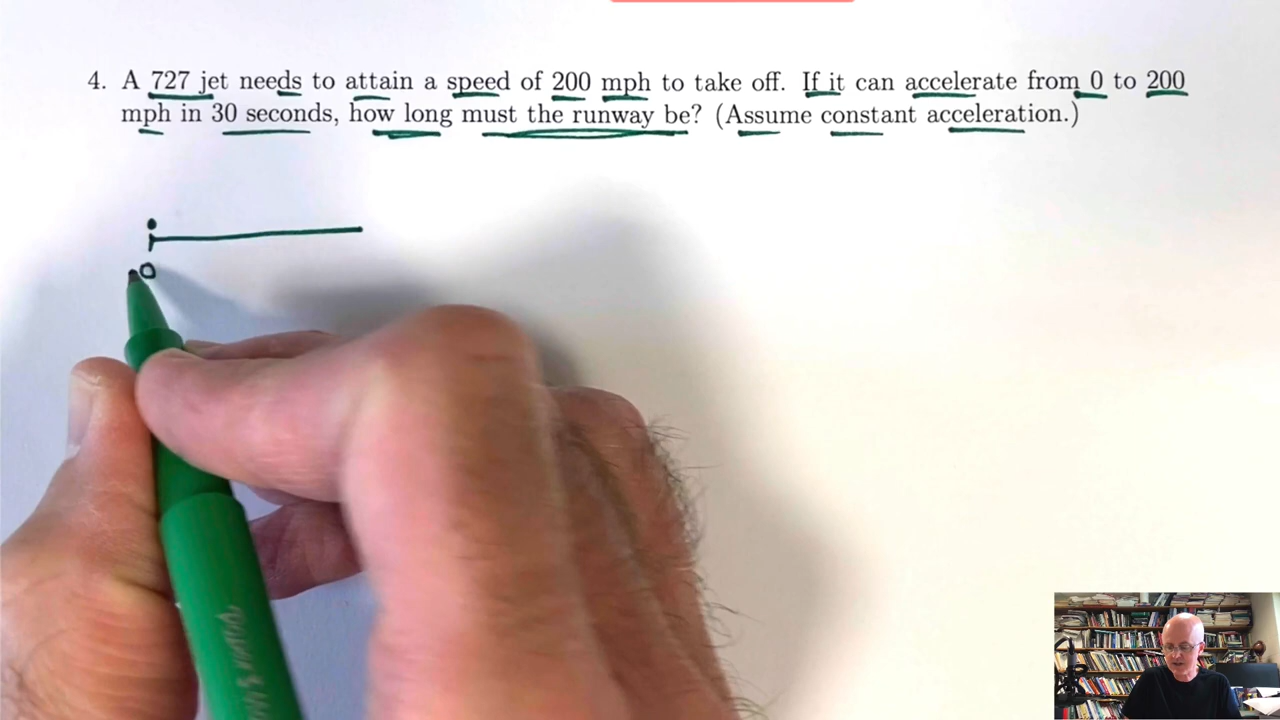 4. A 727 jet needs to attain a speed of 200 mph to take off. If it can accelerate from 0 to 200
mph in 30 seconds, how long must the runway be? (Assume constant acceleration.)
0